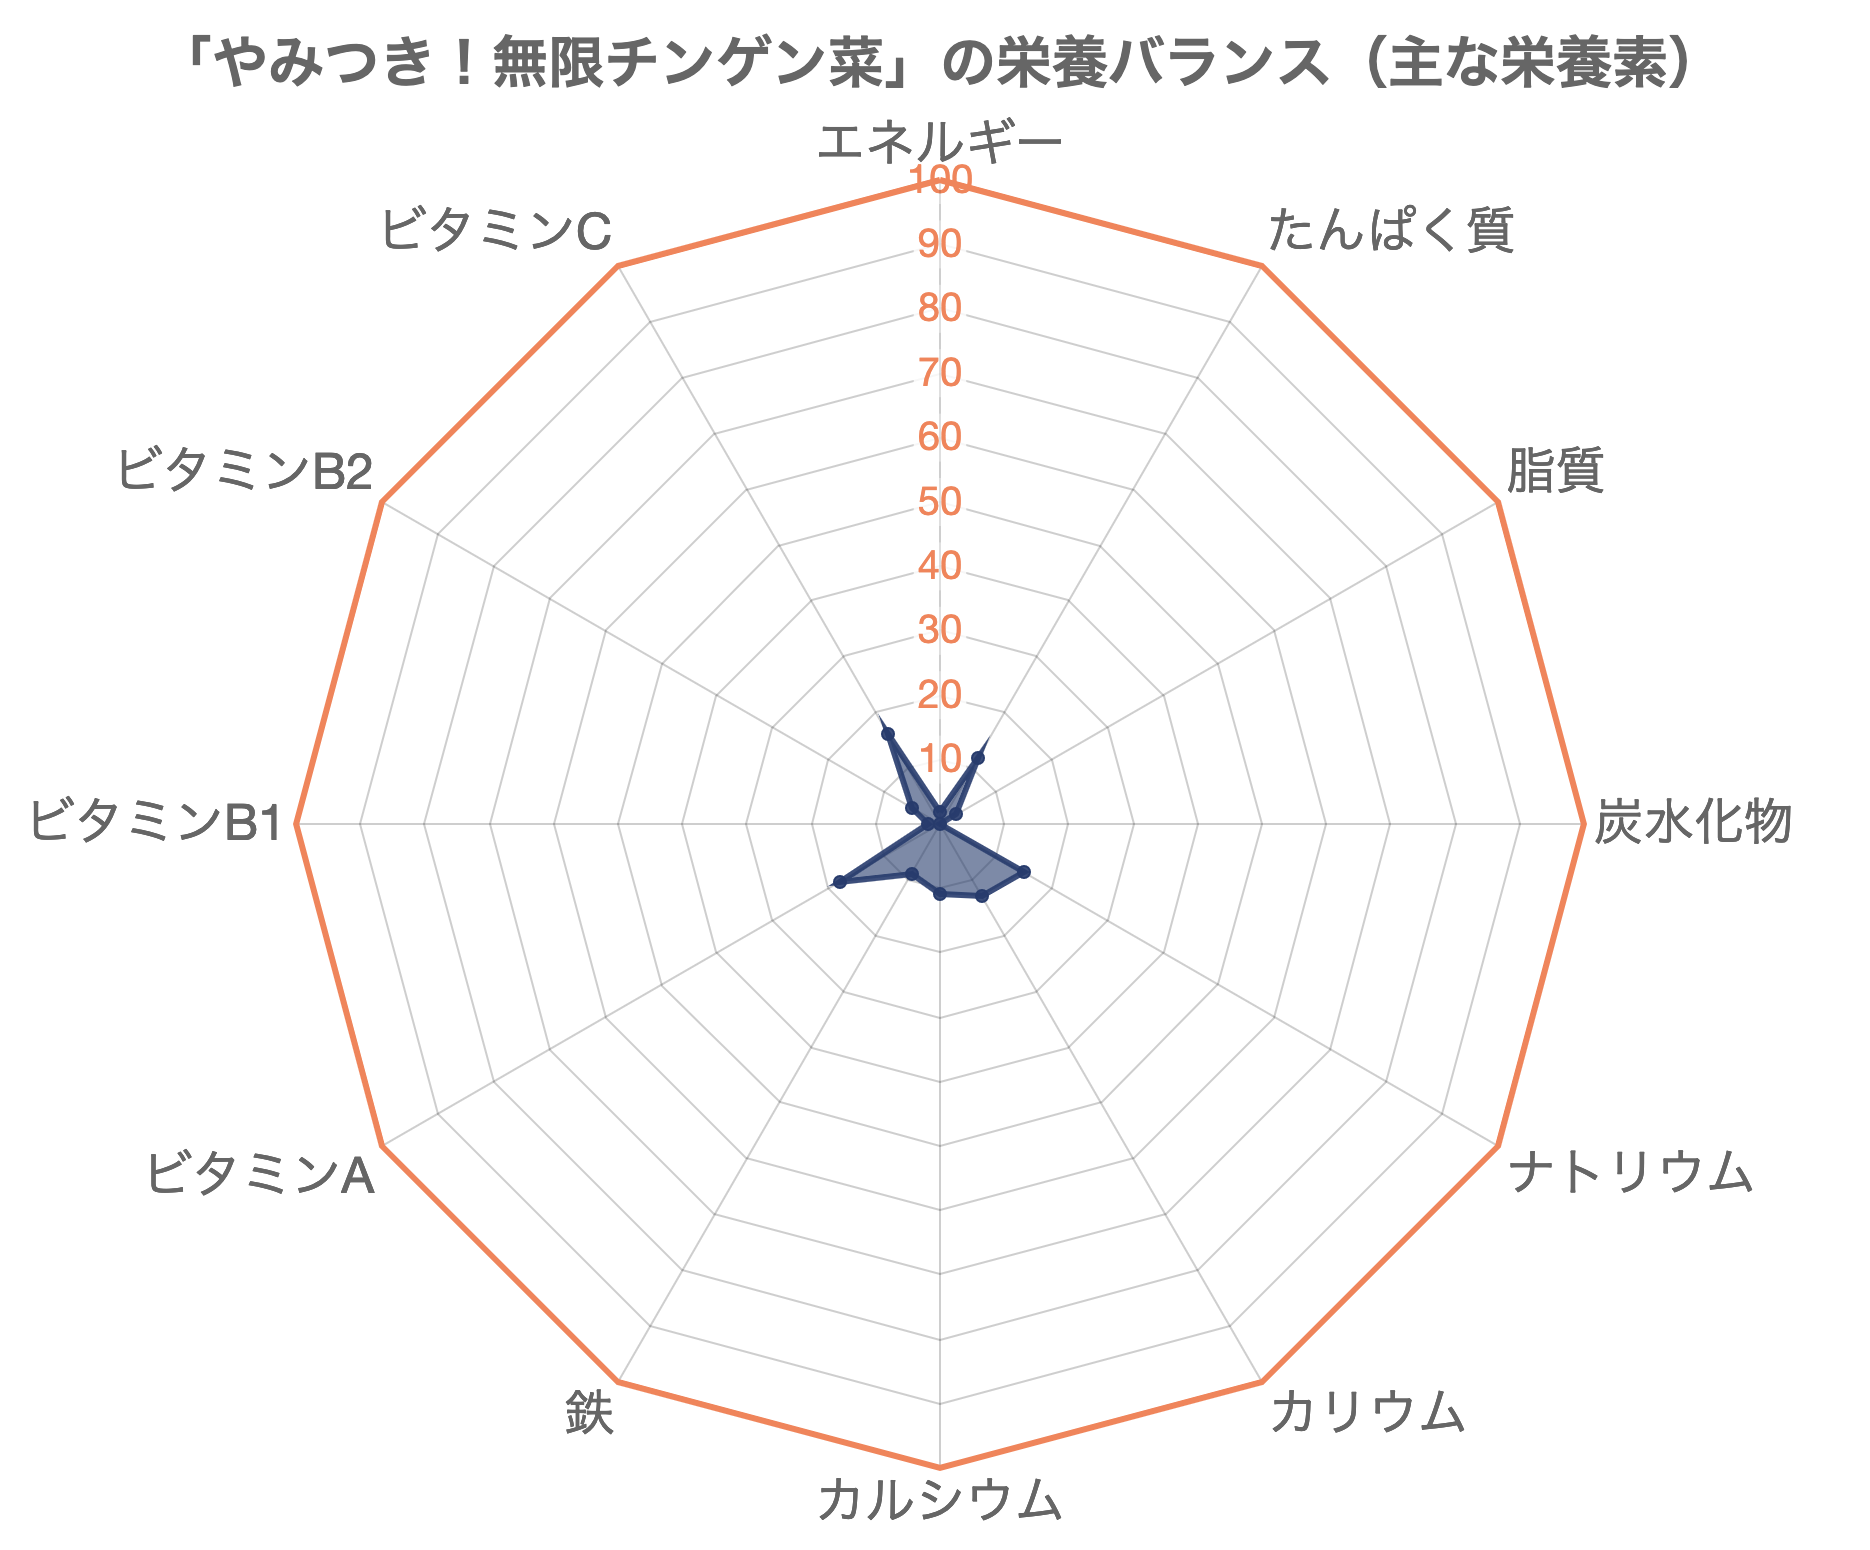 「やみつき！無限チンゲン菜」の栄養バランス（主な栄養素）
エネルギー
100
ビタミンC
たんぱく質
90
80
70
60
ビタミンB2
脂質
50
40
30
20
10
ビタミンB1
炭水化物
ビタミンA
ナトリウム
鉄
カリウム
カルシウム